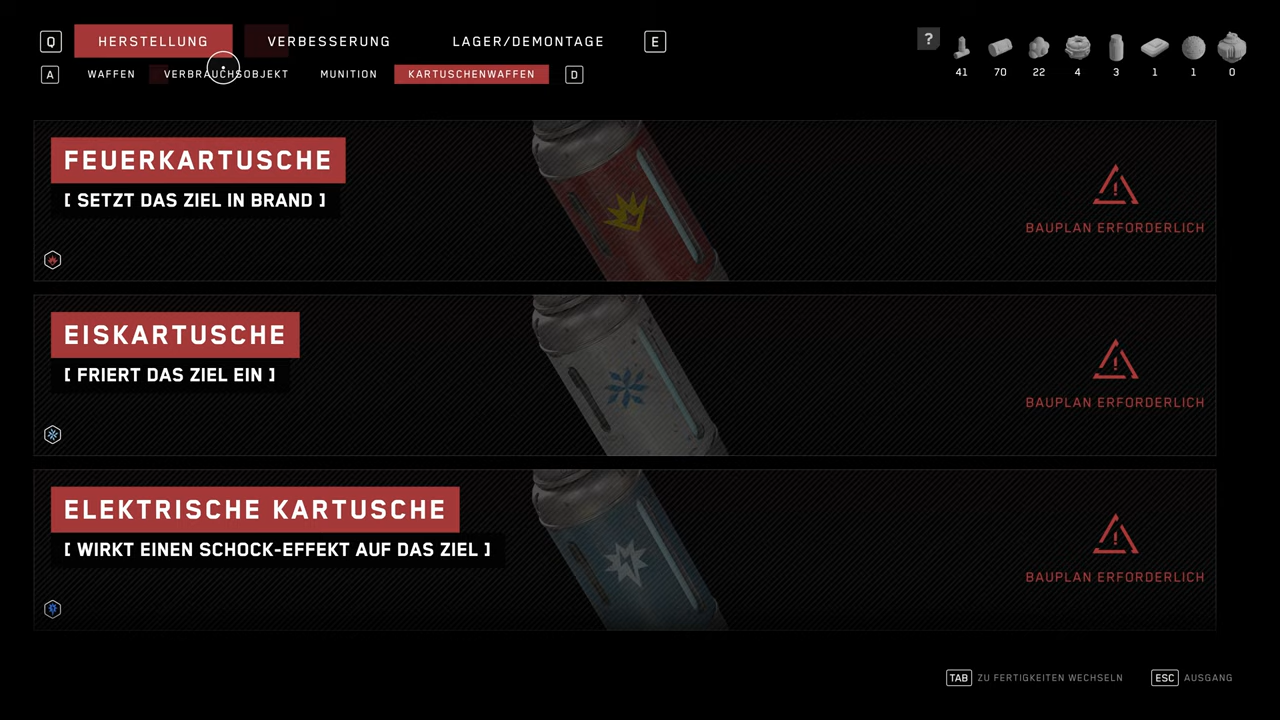 Q HERSTELLUNG VERBESSERUNG LAGER/DEMONTAGE E ?
A WAFFEN VERBRAUCHSOBJEKT MUNITION KARTUSCHENWAFFEN D
41 70 22 4 3 1 1 0
FEUERKARTUSCHE
[ SETZT DAS ZIEL IN BRAND ]
BAUPLAN ERFORDERLICH
EISKARTUSCHE
[ FRIERT DAS ZIEL EIN ]
BAUPLAN ERFORDERLICH
ELEKTRISCHE KARTUSCHE
[ WIRKT EINEN SCHOCK-EFFEKT AUF DAS ZIEL ]
BAUPLAN ERFORDERLICH
TAB ZU FERTIGKEITEN WECHSELN ESC AUSGANG